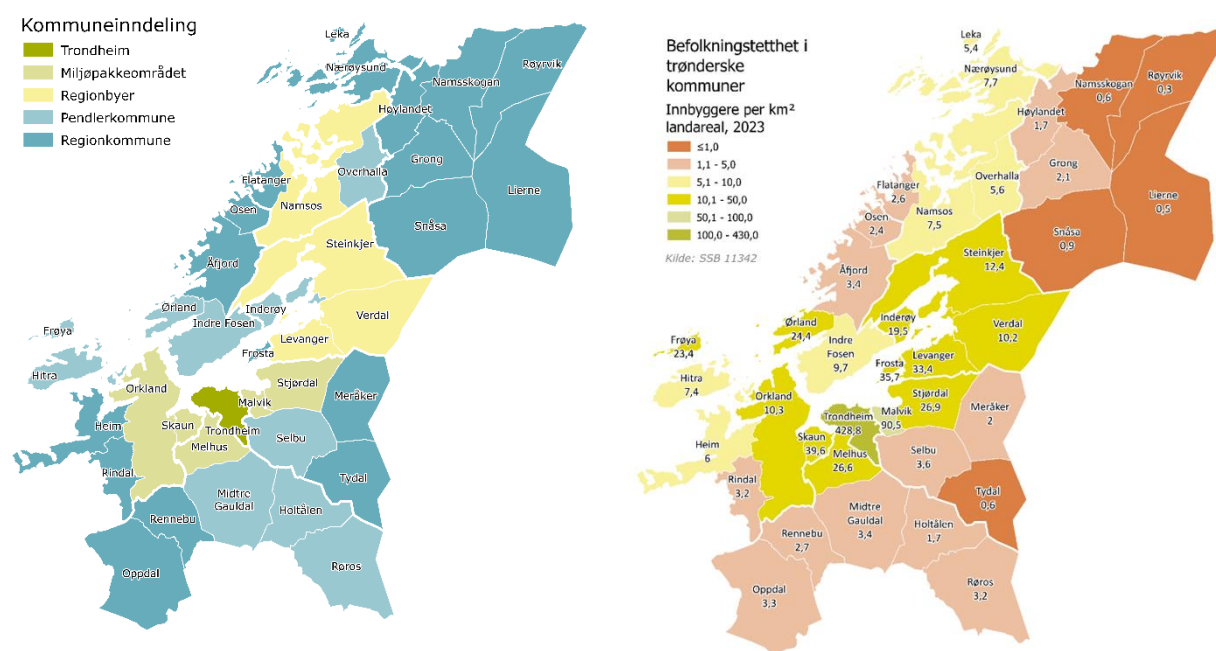 Kommuneinndeling
Trondheim
Miljøpakkeområdet
Regionbyer
Pendlerkommune
Regionkommune
Leka
Nærøysund
Røyrvik
Namsskogan
Høylandet
Grong
Overhalla
Lierne
Flatanger
Namsos
Osen
Snåsa
Steinkjer
Åfjord
Ørland
Inderøy
Indre Fosen
Verdal
Frøya
Levanger
Frosta
Hitra
Stjørdal
Orkland
Meråker
Malvik
Heim
Skaun
Trondheim
Selbu
Melhus
Rindal
Tydal
Midtre
Gauldal
Holtålen
Rennebu
Oppdal
Røros
Befolkningstetthet i
trønderske
kommuner
Innbyggere per km²
landareal, 2023
≤1,0
1,1 - 5,0
5,1 - 10,0
10,1 - 50,0
50,1 - 100,0
100,0 - 430,0
Kilde: SSB 11342
Leka
5,4
Nærøysund
7,7
Namsskogan
0,6
Røyrvik
0,3
Høylandet
1,7
Grong
2,1
Overhalla
5,6
Lierne
0,5
Flatanger
2,6
Namsos
7,5
Osen
2,4
Snåsa
0,9
Steinkjer
12,4
Åfjord
3,4
Ørland
24,4
Inderøy
19,5
Verdal
10,2
Indre
Fosen
9,7
Frøya
23,4
Levanger
33,4
Frosta
35,7
Hitra
7,4
Stjørdal
26,9
Orkland
10,3
Meråker
2
Trondheim
428,8
Malvik
90,5
Skaun
39,6
Heim
6
Melhus
26,6
Selbu
3,6
Rindal
3,2
Tydal
0,6
Midtre
Gauldal
3,4
Holtålen
1,7
Rennebu
2,7
Oppdal
3,3
Røros
3,2